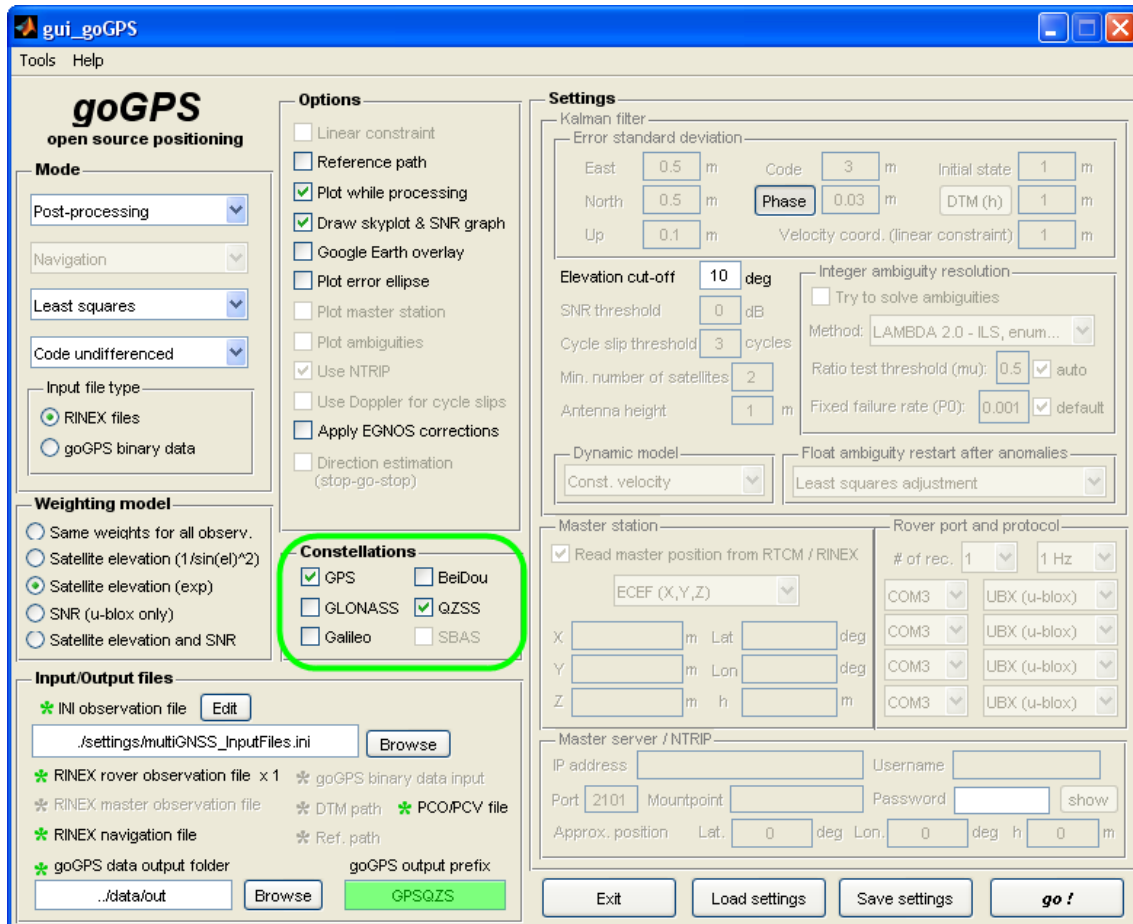 gui_goGPS
Tools Help
goGPS
open source positioning
Mode
Post-processing
Navigation
Least squares
Code undifferenced
Input file type
RINEX files
goGPS binary data
Weighting model
Same weights for all observ.
Satellite elevation (1/sin(el)^2)
Satellite elevation (exp)
SNR (u-blox only)
Satellite elevation and SNR
Options
Linear constraint
Reference path
Plot while processing
Draw skyplot & SNR graph
Google Earth overlay
Plot error ellipse
Plot master station
Plot ambiguities
Use NTRIP
Use Doppler for cycle slips
Apply EGNOS corrections
Direction estimation
(stop-go-stop)
Constellations
GPS BeiDou
GLONASS QZSS
Galileo SBAS
Input/Output files
INI observation file Edit
./settings/multiGNSS_InputFiles.ini Browse
RINEX rover observation file x 1 goGPS binary data input
RINEX master observation file DTM path PCO/PCV file
RINEX navigation file Ref. path
goGPS data output folder goGPS output prefix
../data/out Browse GPSQZS
Settings
Kalman filter
Error standard deviation
East 0.5 m Code 3 m Initial state 1 m
North 0.5 m Phase 0.03 m DTM (h) 1 m
Up 0.1 m Velocity coord. (linear constraint) 1 m
Elevation cut-off 10 deg
SNR threshold 0 dB
Cycle slip threshold 3 cycles
Min. number of satellites 2
Antenna height 1 m
Integer ambiguity resolution
Try to solve ambiguities
Method: LAMBDA 2.0 - ILS, enum...
Ratio test threshold (mu): 0.5 auto
Fixed failure rate (P0): 0.001 default
Dynamic model
Const. velocity
Float ambiguity restart after anomalies
Least squares adjustment
Master station
Read master position from RTCM / RINEX
ECEF (X,Y,Z)
X m Lat deg
Y m Lon deg
Z m h m
Rover port and protocol
# of rec. 1 1 Hz
COM3 UBX (u-blox)
COM3 UBX (u-blox)
COM3 UBX (u-blox)
COM3 UBX (u-blox)
Master server / NTRIP
IP address Username
Port 2101 Mountpoint Password show
Approx. position Lat. 0 deg Lon. 0 deg h 0 m
Exit Load settings Save settings go !